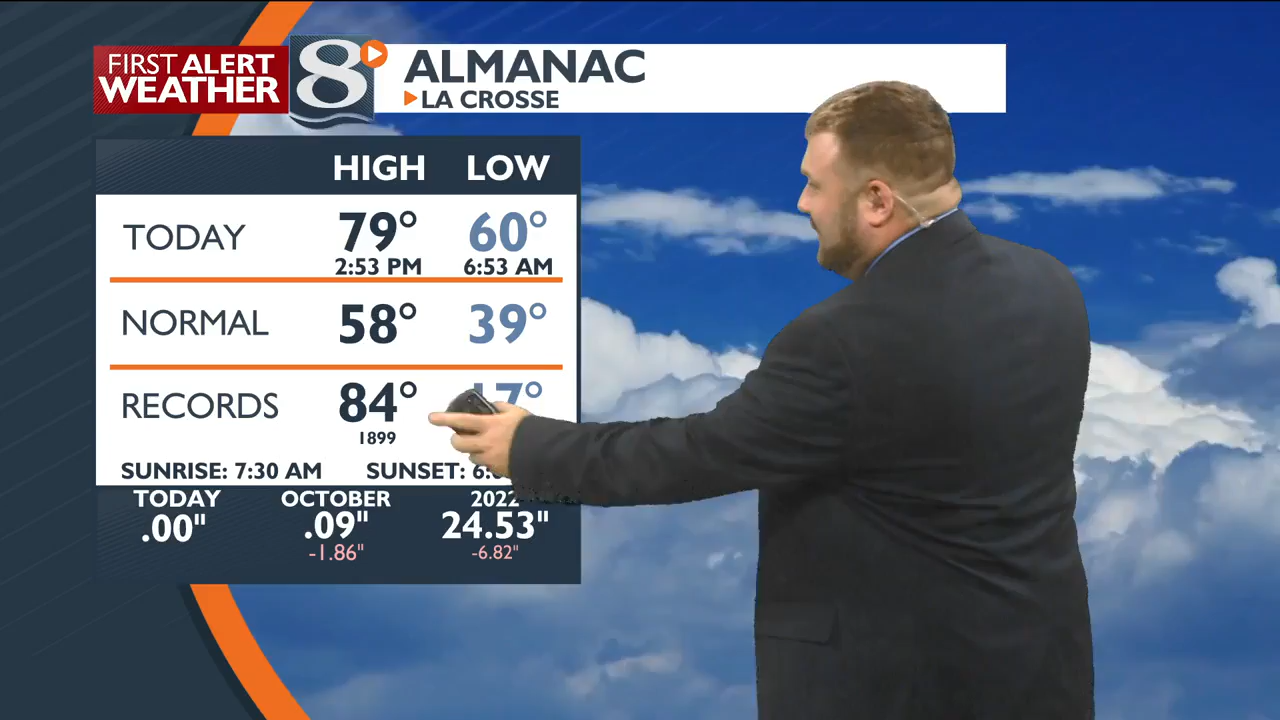 FIRST ALERT
WEATHER
8
ALMANAC
LA CROSSE
HIGH LOW
TODAY 79° 60°
2:53 PM 6:53 AM
NORMAL 58° 39°
RECORDS 84°
1899
SUNRISE: 7:30 AM SUNSET:
TODAY OCTOBER 2022
.00" .09" 24.53"
-1.86" -6.82"